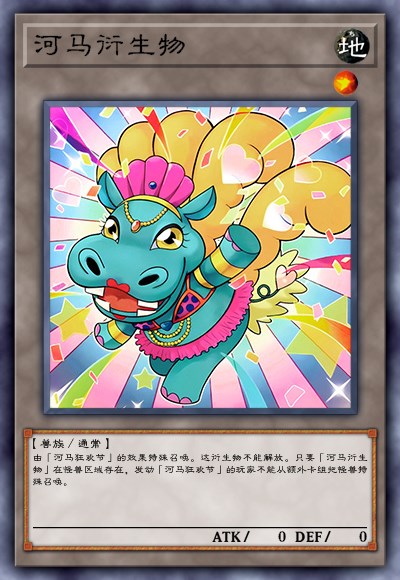 河马衍生物
地
【兽族／通常】
由「河马狂欢节」的效果特殊召唤。这衍生物不能解放。只要「河马衍生
物」在怪兽区域存在，发动「河马狂欢节」的玩家不能从额外卡组把怪兽特
殊召唤。
ATK/ 0 DEF/ 0